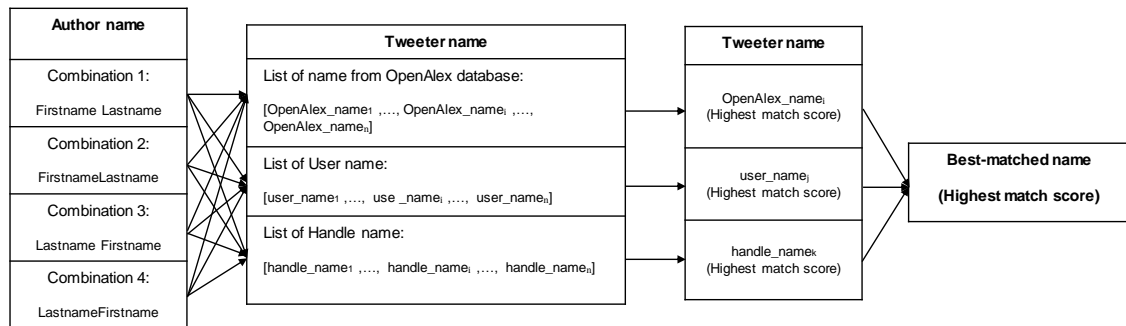 Author name
Combination 1:
Firstname Lastname
Combination 2:
FirstnameLastname
Combination 3:
Lastname Firstname
Combination 4:
LastnameFirstname
Tweeter name
List of name from OpenAlex database:
[OpenAlex_name₁ ,…, OpenAlex_nameᵢ ,…,
OpenAlex_nameₙ]
List of User name:
[user_name₁ ,…, use _nameᵢ ,…, user_nameₙ]
List of Handle name:
[handle_name₁ ,…, handle_nameᵢ ,…, handle_nameₙ]
Tweeter name
OpenAlex_nameᵢ
(Highest match score)
user_nameⱼ
(Highest match score)
handle_nameₖ
(Highest match score)
Best-matched name
(Highest match score)